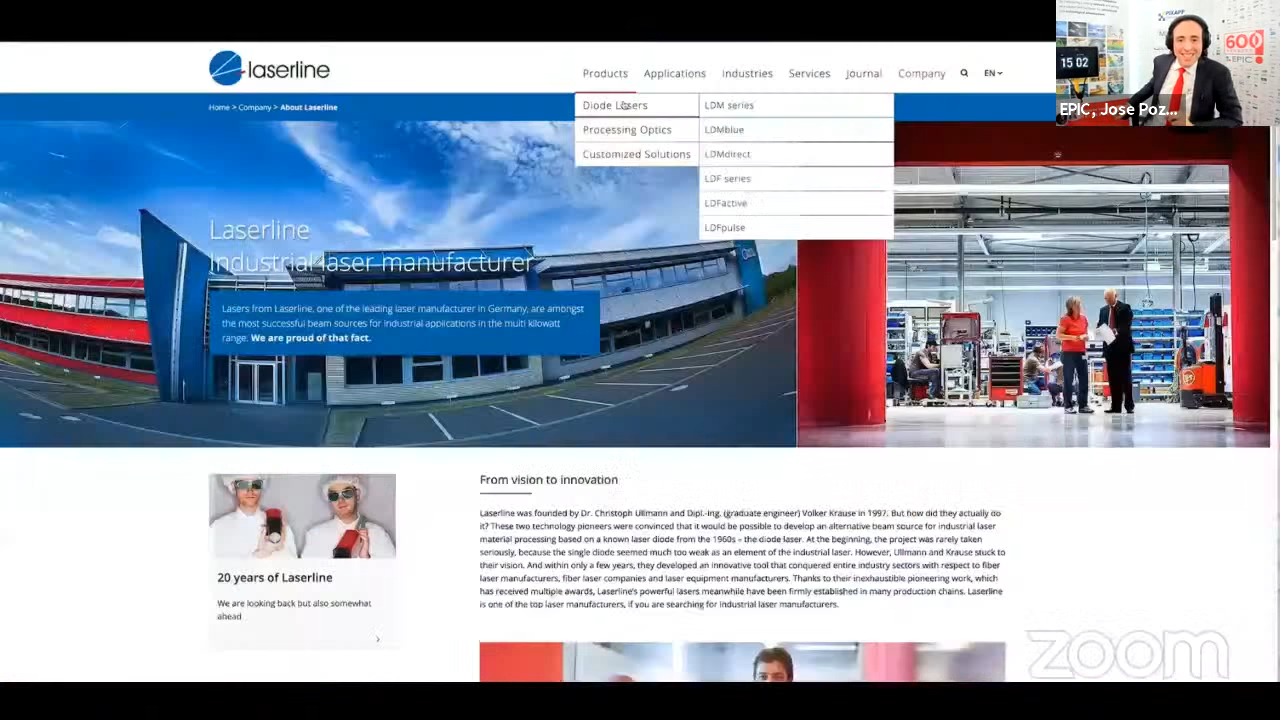 laserline
Products
Applications
Industries
Services
Journal
Company
EN
Home > Company > About Laserline
Diode Lasers
Processing Optics
Customized Solutions
LDM series
LDMblue
LDMdirect
LDF series
LDFactive
LDFpulse
15 02
600
EPIC
EPIC, Jose Poz...
Laserline
Industrial laser manufacturer
Lasers from Laserline, one of the leading laser manufacturer in Germany, are amongst
the most successful beam sources for industrial applications in the multi kilowatt
range. We are proud of that fact.
20 years of Laserline
We are looking back but also somewhat
ahead
From vision to innovation
Laserline was founded by Dr. Christoph Ullmann and Dipl.-Ing. (graduate engineer) Volker Krause in 1997. But how did they actually do
it? These two technology pioneers were convinced that it would be possible to develop an alternative beam source for industrial laser
material processing based on a known laser diode from the 1960s – the diode laser. At the beginning, the project was rarely taken
seriously, because the single diode seemed much too weak as an element of the industrial laser. However, Ullmann and Krause stuck to
their vision. And within only a few years, they developed an innovative tool that conquered entire industry sectors with respect to fiber
laser manufacturers, fiber laser companies and laser equipment manufacturers. Thanks to their inexhaustible pioneering work, which
has received multiple awards, Laserline's powerful lasers meanwhile have been firmly established in many production chains. Laserline
is one of the top laser manufacturers, if you are searching for industrial laser manufacturers.
zoom